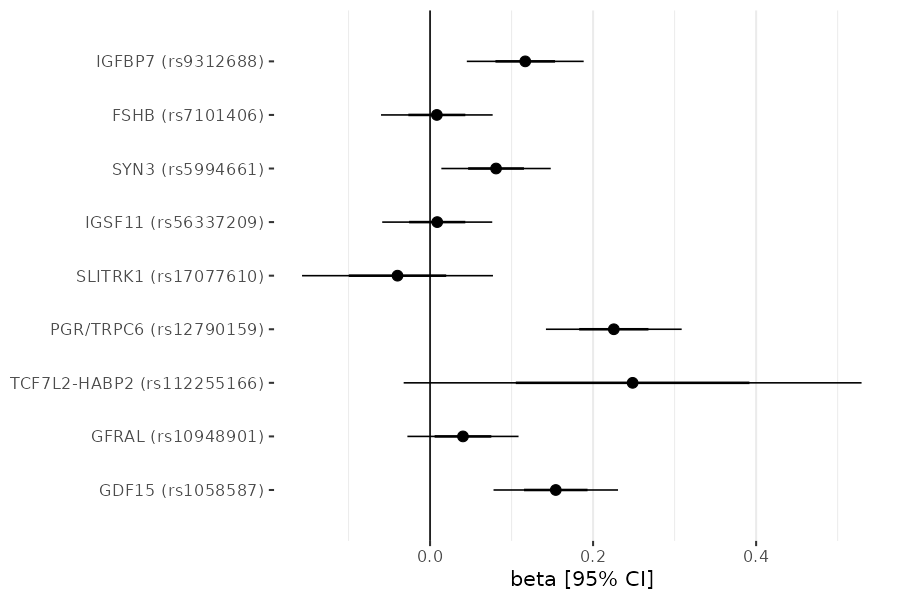 IGFBP7 (rs9312688)
FSHB (rs7101406)
SYN3 (rs5994661)
IGSF11 (rs56337209)
SLITRK1 (rs17077610)
PGR/TRPC6 (rs12790159)
TCF7L2-HABP2 (rs112255166)
GFRAL (rs10948901)
GDF15 (rs1058587)
0.0 0.2 0.4
beta [95% CI]